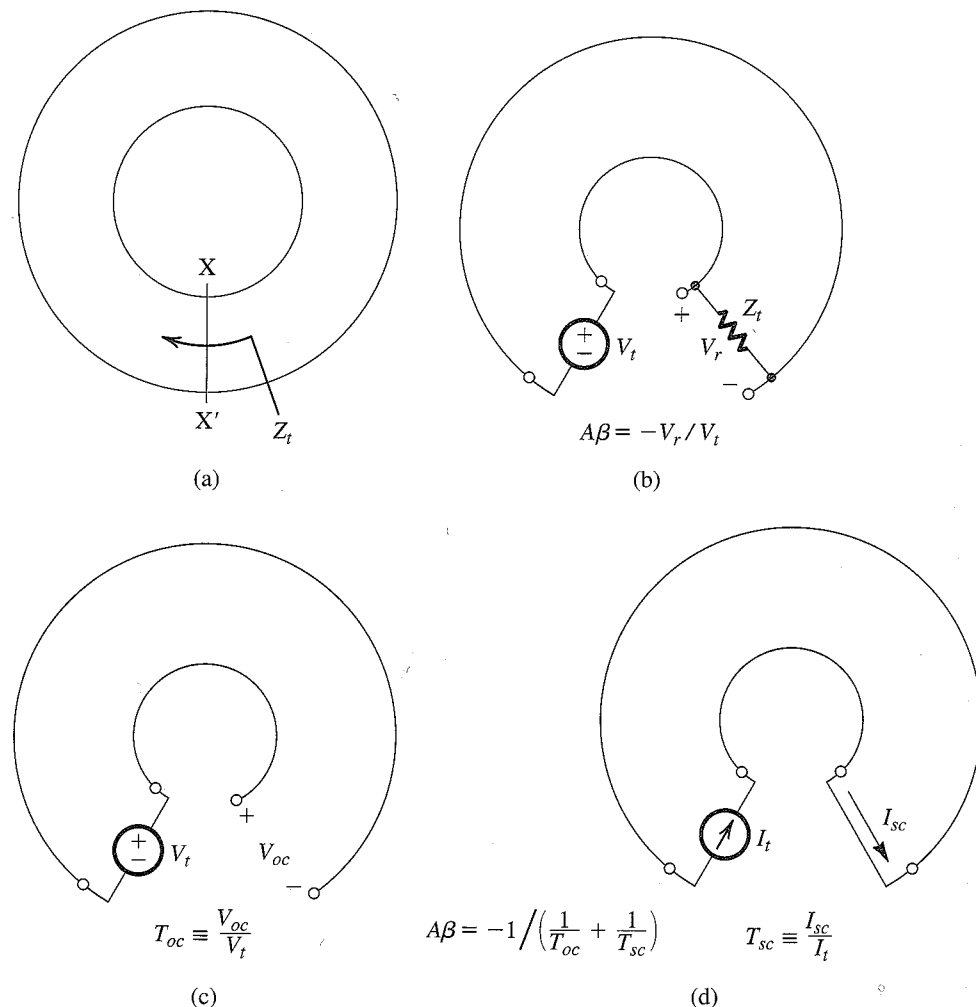 X
X′
Z_t
(a)
+
−
V_t
+
V_r
−
Z_t
Aβ = −V_r / V_t
(b)
+
−
V_t
+
V_oc
−
T_oc ≡ V_oc / V_t
(c)
I_t
I_sc
Aβ = −1/(1/T_oc + 1/T_sc)
T_sc ≡ I_sc / I_t
(d)